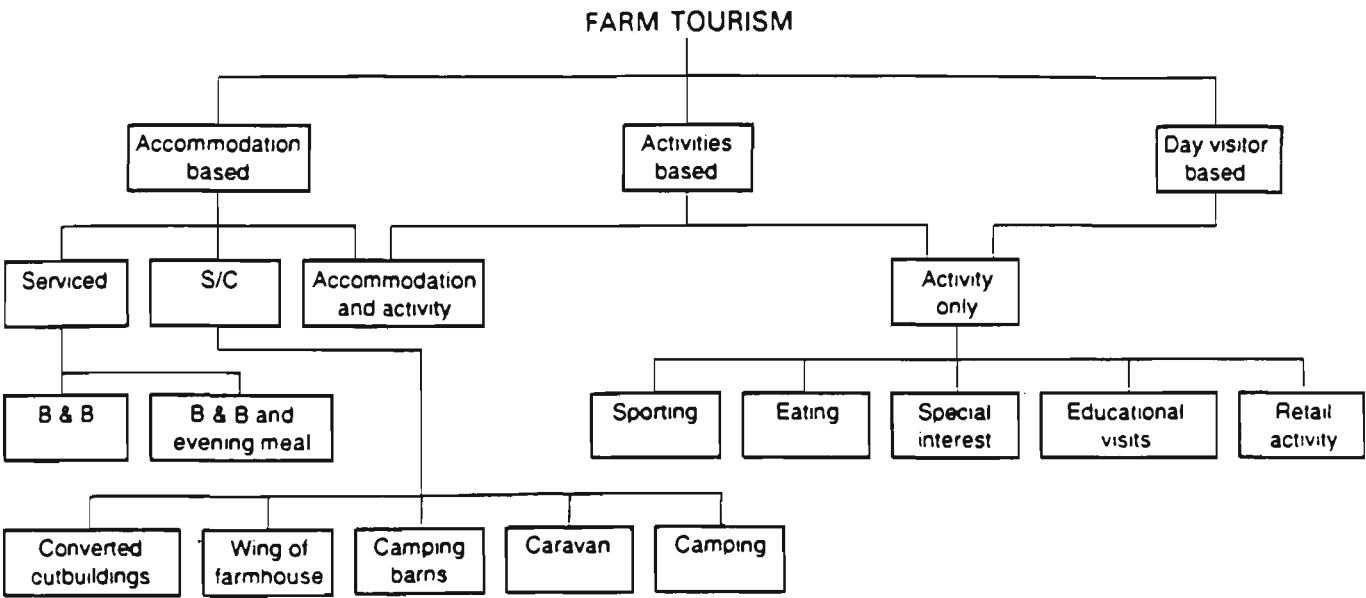 FARM TOURISM
Accommodation
based
Activities
based
Day visitor
based
Serviced
S/C
Accommodation
and activity
Activity
only
B & B
B & B and
evening meal
Sporting
Eating
Special
interest
Educational
visits
Retail
activity
Converted
cutbuildings
Wing of
farmhouse
Camping
barns
Caravan
Camping